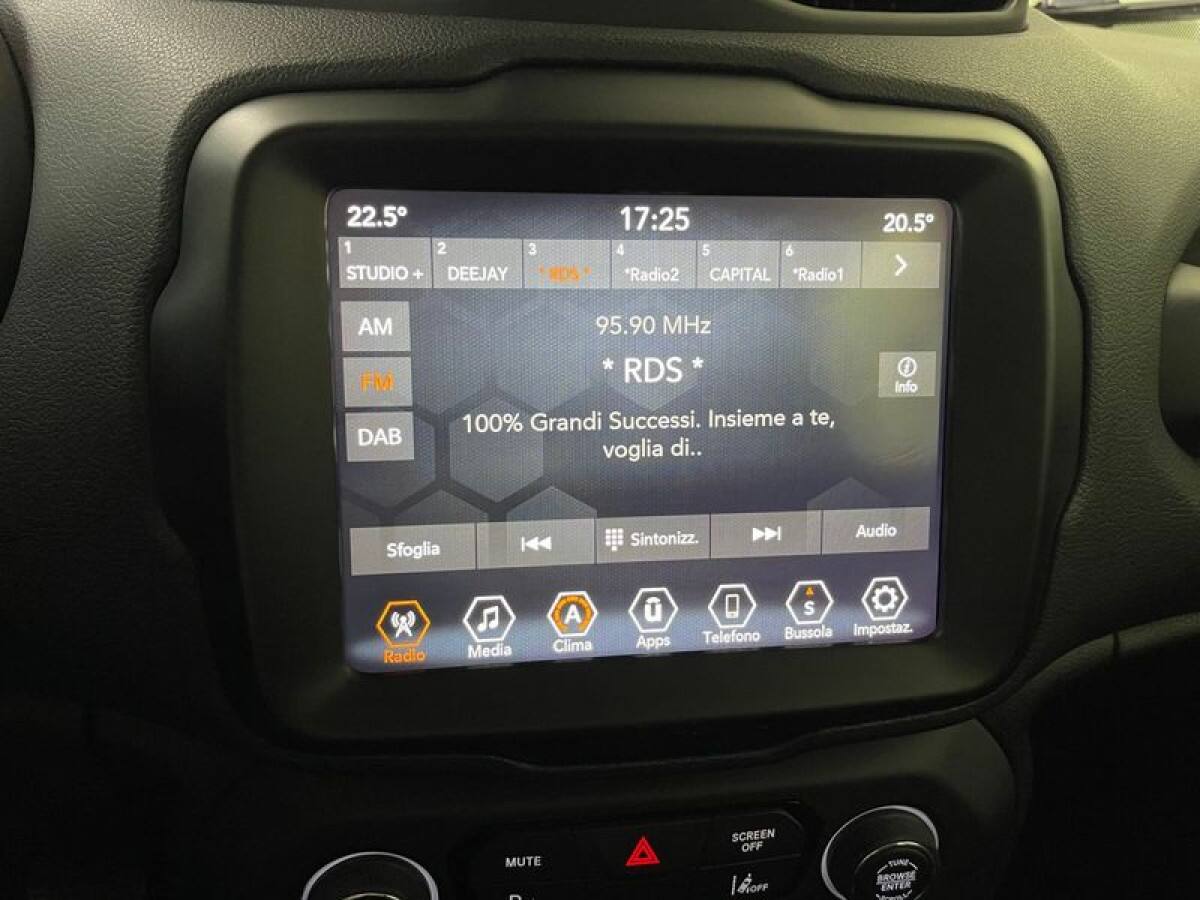 22.5° 17:25 20.5°
1 2 3 4 5 6
STUDIO + DEEJAY * RDS * *Radio2 CAPITAL *Radio1
AM
FM
DAB
95.90 MHz
* RDS *
100% Grandi Successi. Insieme a te,
voglia di..
Info
Sfoglia Sintonizz. Audio
A S
Radio Media Clima Apps Telefono Bussola Impostaz.
MUTE
SCREEN
OFF
OFF
TUNE
BROWSE
ENTER